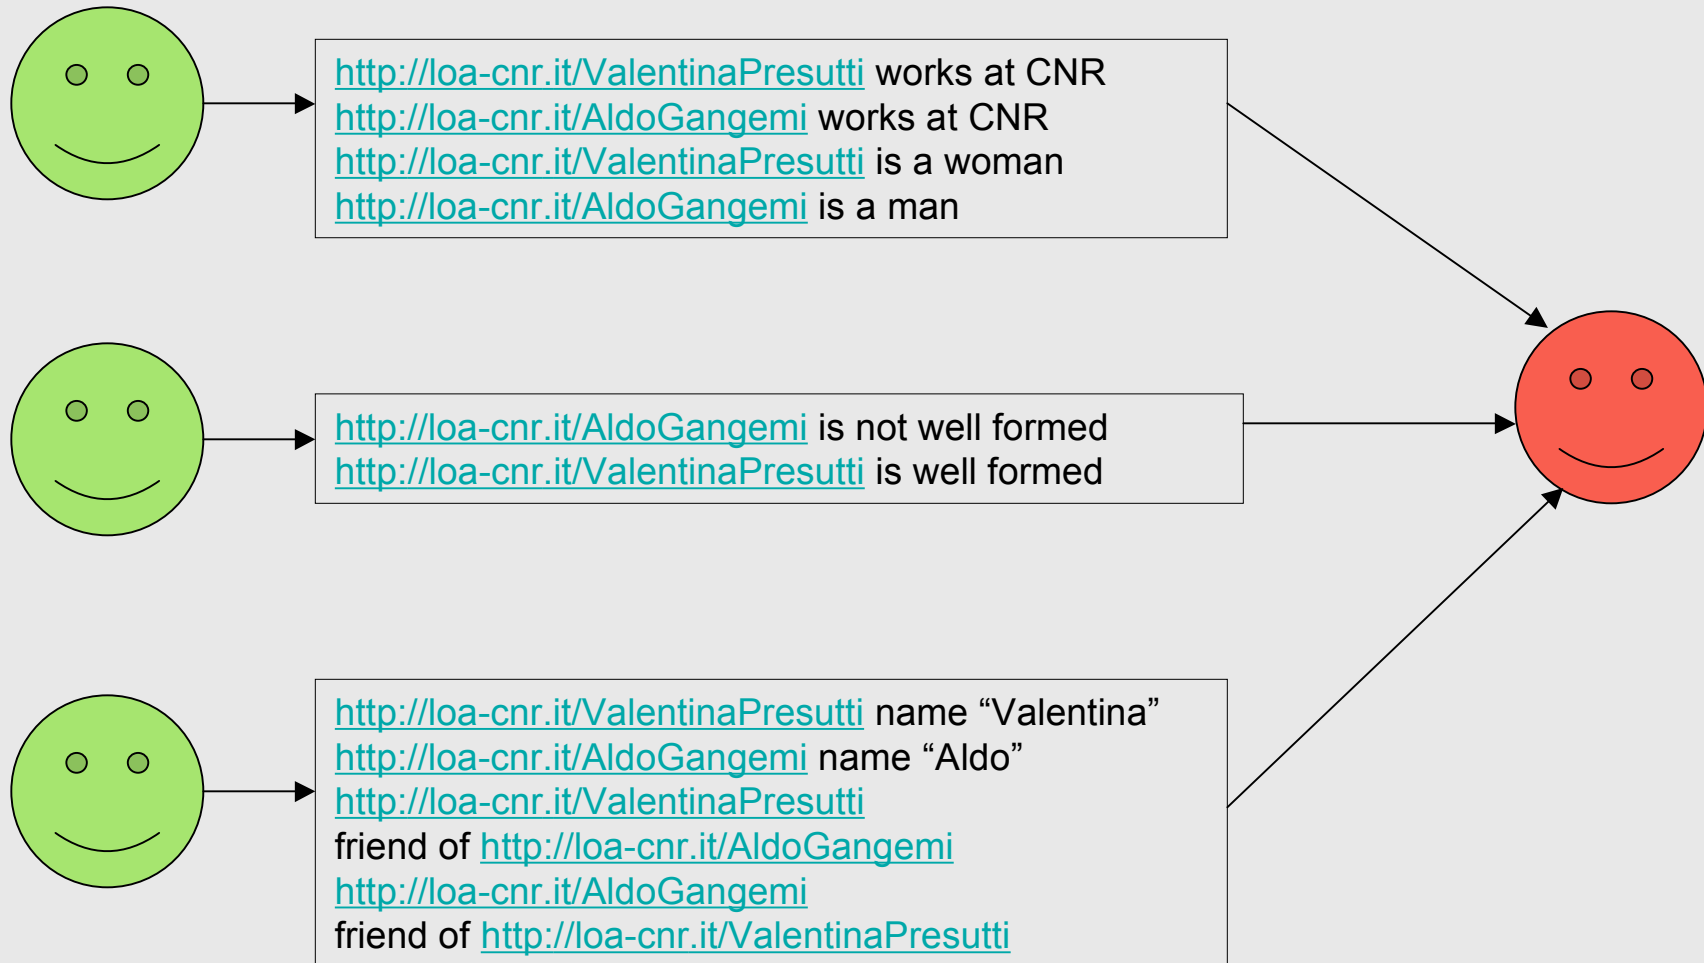 http://loa-cnr.it/ValentinaPresutti works at CNR
http://loa-cnr.it/AldoGangemi works at CNR
http://loa-cnr.it/ValentinaPresutti is a woman
http://loa-cnr.it/AldoGangemi is a man
http://loa-cnr.it/AldoGangemi is not well formed
http://loa-cnr.it/ValentinaPresutti is well formed
http://loa-cnr.it/ValentinaPresutti name “Valentina”
http://loa-cnr.it/AldoGangemi name “Aldo”
http://loa-cnr.it/ValentinaPresutti
friend of http://loa-cnr.it/AldoGangemi
http://loa-cnr.it/AldoGangemi
friend of http://loa-cnr.it/ValentinaPresutti